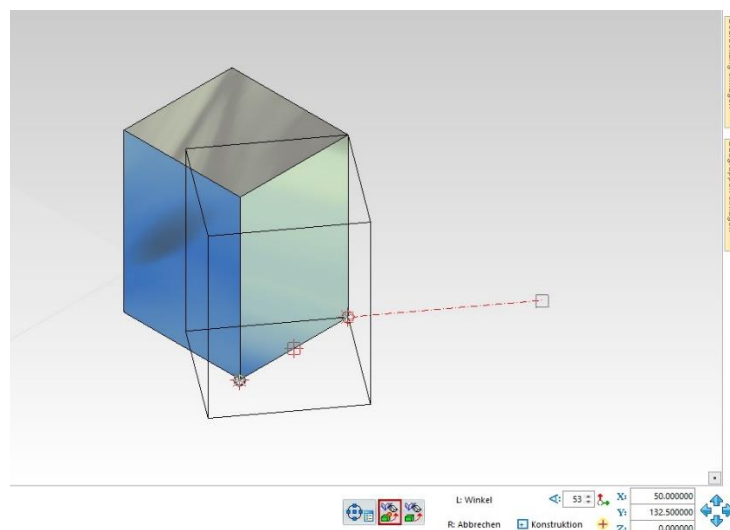 L: Winkel
∢: 53
X: 50.000000
Y: 132.500000
R: Abbrechen
Konstruktion
Z: 0.000000